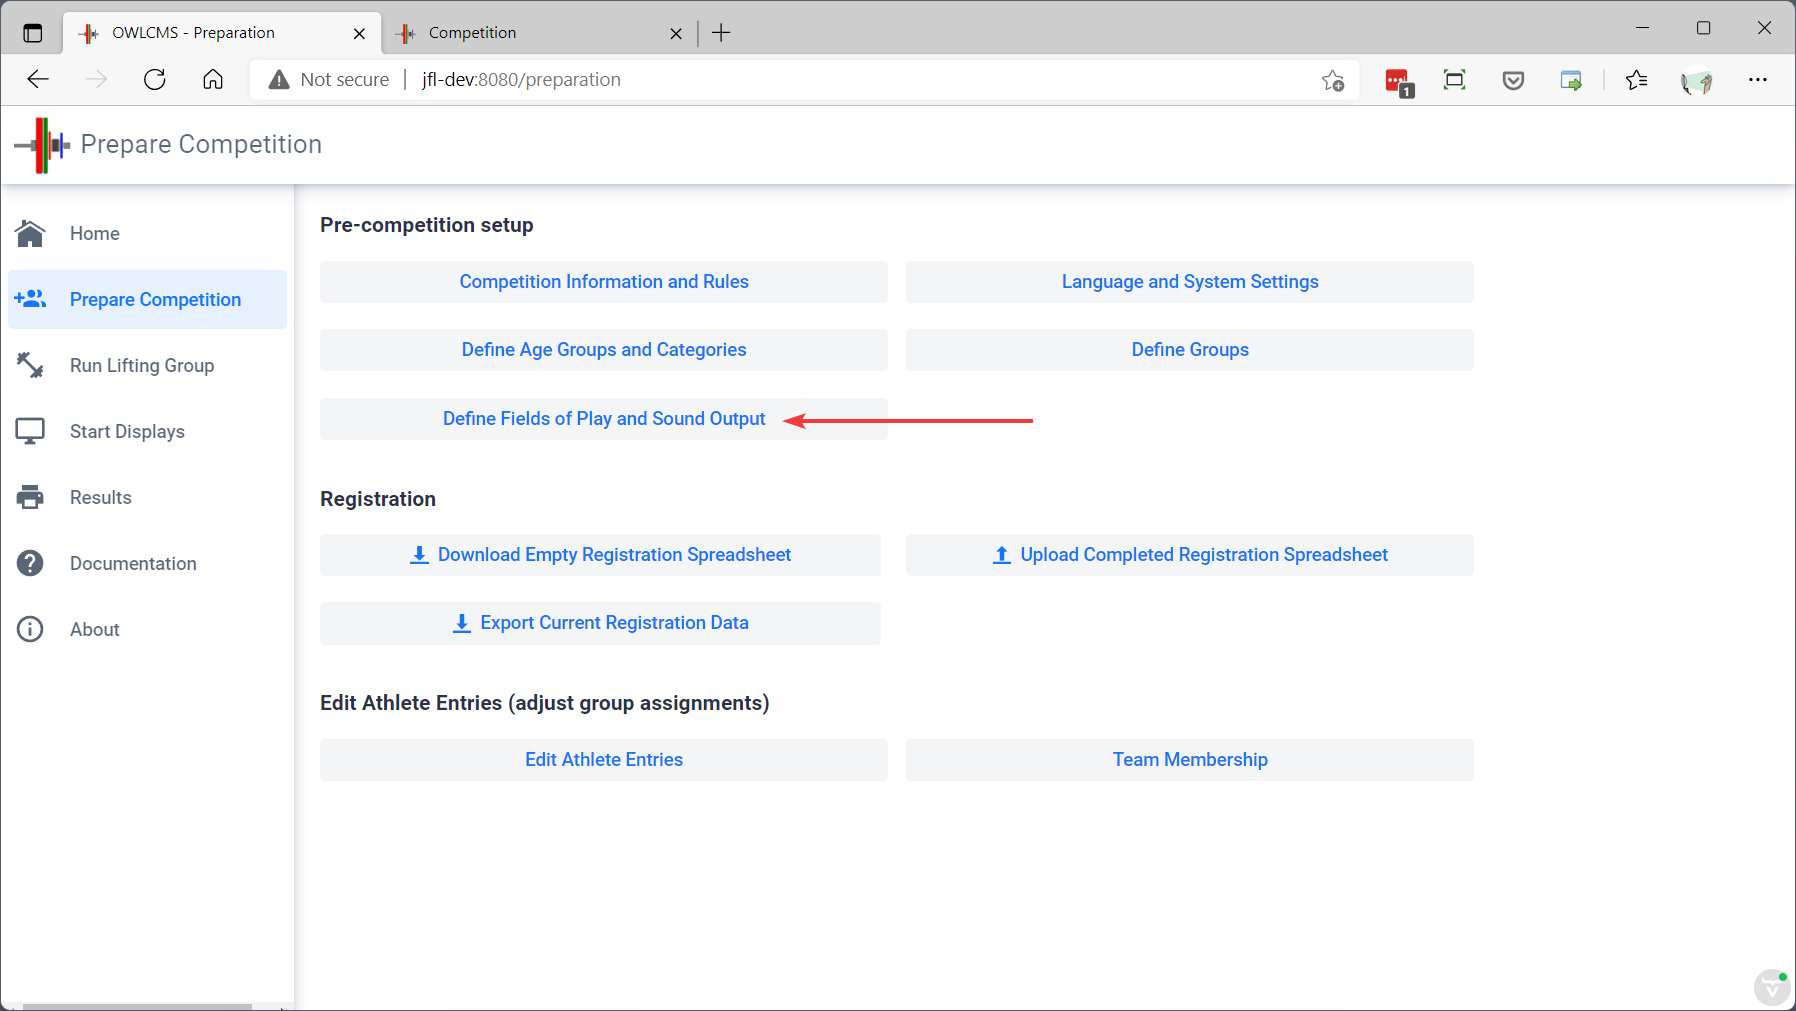 OWLCMS - Preparation
Competition
Not secure
jfl-dev:8080/preparation
1
Prepare Competition
Home
Prepare Competition
Run Lifting Group
Start Displays
Results
Documentation
About
Pre-competition setup
Competition Information and Rules
Language and System Settings
Define Age Groups and Categories
Define Groups
Define Fields of Play and Sound Output
Registration
Download Empty Registration Spreadsheet
Upload Completed Registration Spreadsheet
Export Current Registration Data
Edit Athlete Entries (adjust group assignments)
Edit Athlete Entries
Team Membership